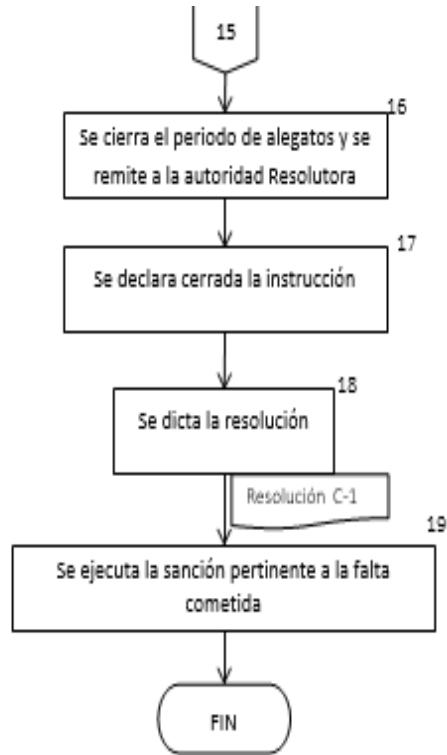 15
16
Se cierra el periodo de alegatos y se
remite a la autoridad Resolutora
17
Se declara cerrada la instrucción
18
Se dicta la resolución
Resolución C-1
19
Se ejecuta la sanción pertinente a la falta
cometida
FIN